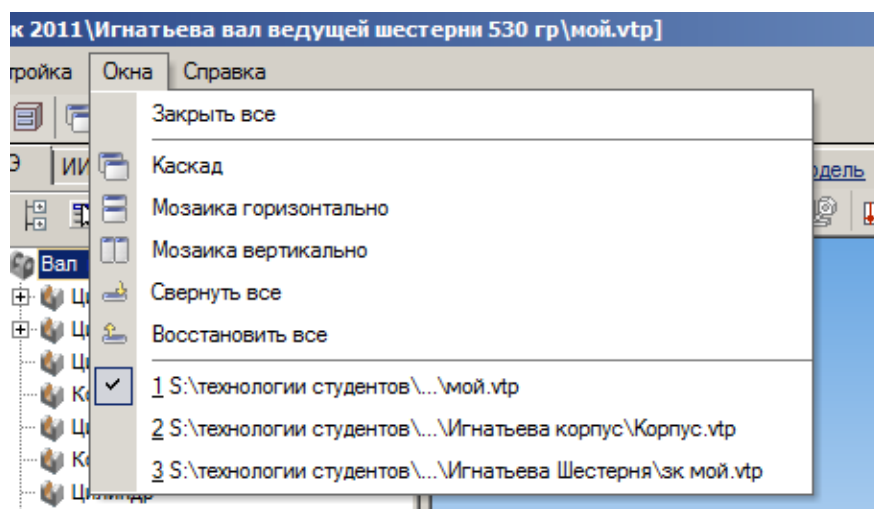 к 2011\Игнатьева вал ведущей шестерни 530 гр\мой.vtp]
Окна Справка
Закрыть все
Каскад
Мозаика горизонтально
Мозаика вертикально
Свернуть все
Восстановить все
1 S:\технологии студентов\...\мой.vtp
2 S:\технологии студентов\...\Игнатьева корпус\Корпус.vtp
3 S:\технологии студентов\...\Игнатьева Шестерня\зк мой.vtp
Вал
Цилиндр